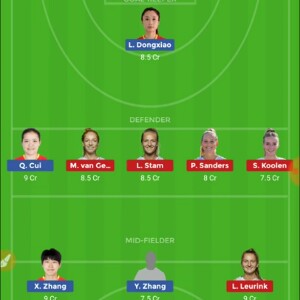 L. Dongxiao
8.5 Cr
DEFENDER
Q. Cui
M. van Ge...
L. Stam
P. Sanders
S. Koolen
9 Cr
8.5 Cr
8.5 Cr
8 Cr
7.5 Cr
MID-FIELDER
X. Zhang
Y. Zhang
L. Leurink
9 Cr
7.5 Cr
9 Cr